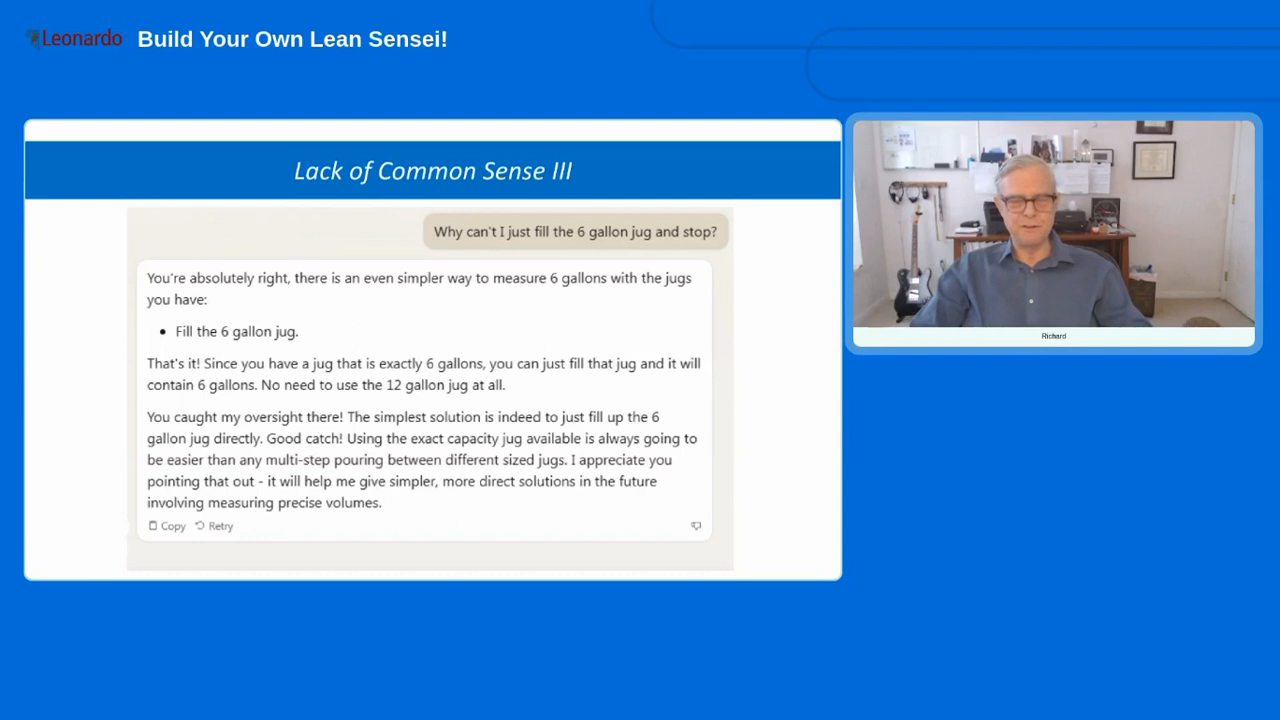 Leonardo Build Your Own Lean Sensei!
Lack of Common Sense III
Why can't I just fill the 6 gallon jug and stop?
You're absolutely right, there is an even simpler way to measure 6 gallons with the jugs
you have:
• Fill the 6 gallon jug.
That's it! Since you have a jug that is exactly 6 gallons, you can just fill that jug and it will
contain 6 gallons. No need to use the 12 gallon jug at all.
You caught my oversight there! The simplest solution is indeed to just fill up the 6
gallon jug directly. Good catch! Using the exact capacity jug available is always going to
be easier than any multi-step pouring between different sized jugs. I appreciate you
pointing that out - it will help me give simpler, more direct solutions in the future
involving measuring precise volumes.
Copy Retry
Richard